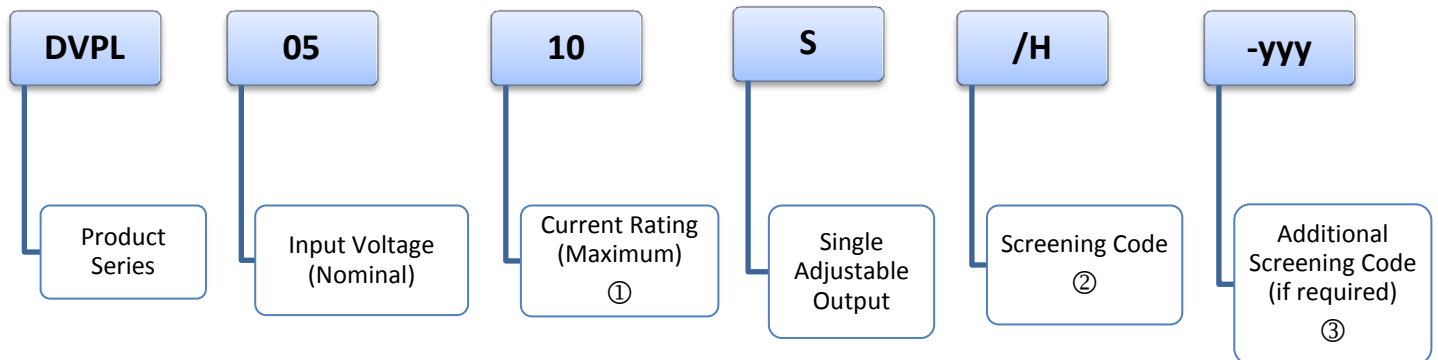 DVPL
05
10
S
/H
-yyy
Product
Series
Input Voltage
(Nominal)
Current Rating
(Maximum)
①
Single
Adjustable
Output
Screening Code
②
Additional
Screening Code
(if required)
③